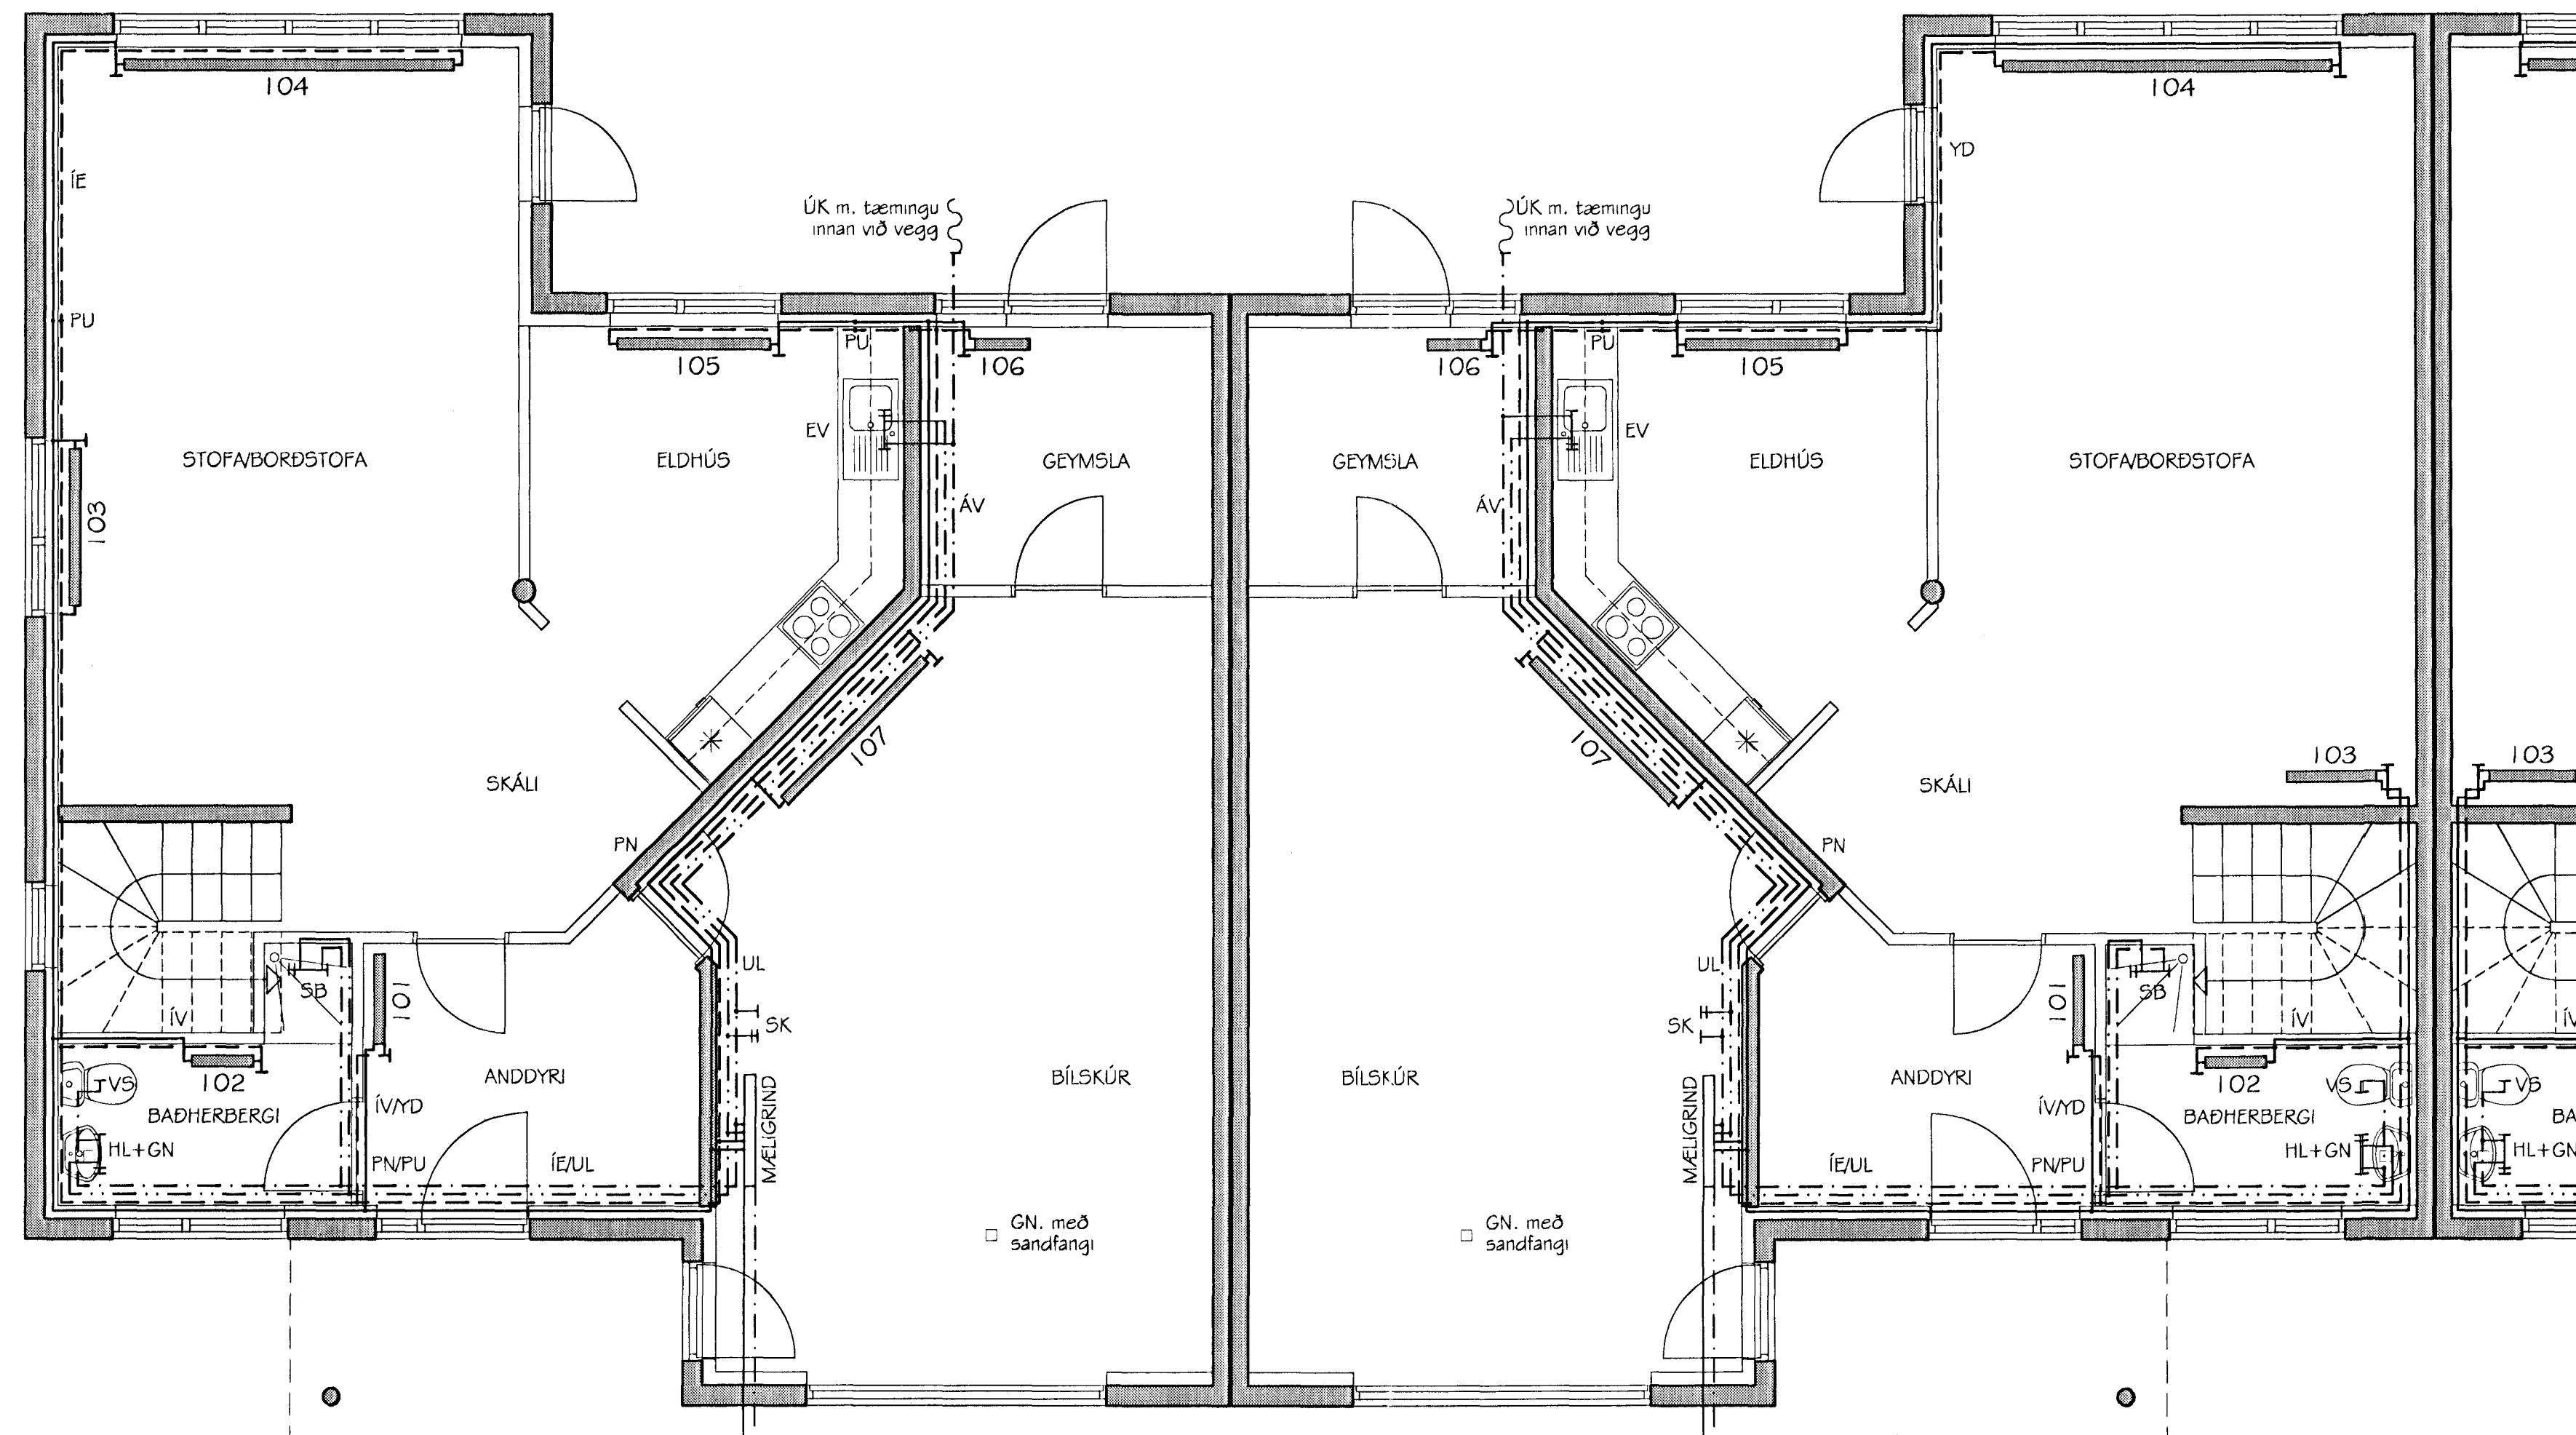 104
104
ÍE
YD
ÚK m. tæmingu
innan við vegg
ÚK m. tæmingu
innan við vegg
PU
PU
PU
105
106
106
105
EV
EV
STOFA/BORÐSTOFA
ELDHÚS
GEYMSLA
GEYMSLA
ELDHÚS
STOFA/BORÐSTOFA
103
ÁV
ÁV
107
107
103
103
SKÁLI
SKÁLI
PN
PN
UL
UL
SB
SB
101
101
ÍV
ÍV
ÍV
SK
SK
VS
102
ANDDYRI
BÍLSKÚR
BÍLSKÚR
ANDDYRI
102
VS
VS
BAÐHERBERGI
ÍV/YD
ÍV/YD
BAÐHERBERGI
BA
MÆLIGRIND
MÆLIGRIND
HL+GN
PN/PU
ÍE/UL
ÍE/UL
PN/PU
HL+GN
HL+GN
GN. með
sandfangi
GN. með
sandfangi